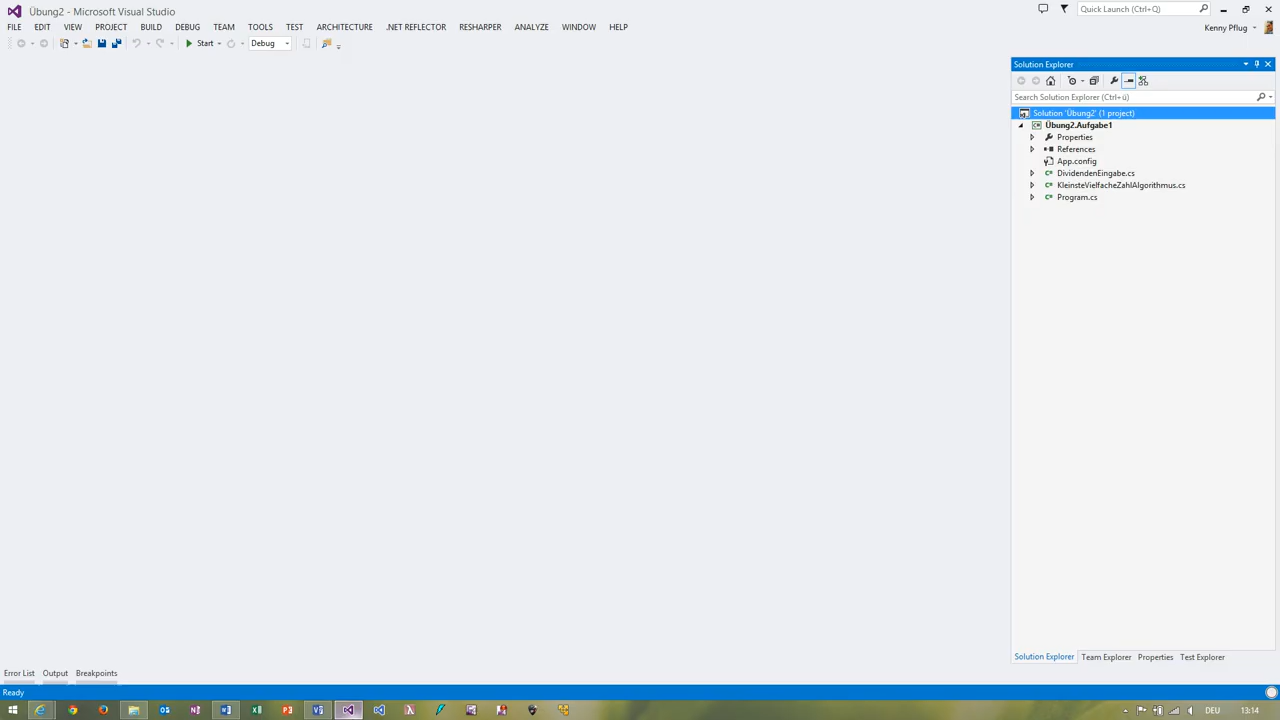 Übung2 - Microsoft Visual Studio
Quick Launch (Ctrl+Q)
FILE EDIT VIEW PROJECT BUILD DEBUG TEAM TOOLS TEST ARCHITECTURE .NET REFLECTOR RESHARPER ANALYZE WINDOW HELP
Kenny Pflug
Start Debug
Solution Explorer
Search Solution Explorer (Ctrl+ü)
Solution 'Übung2' (1 project)
Übung2.Aufgabe1
Properties
References
App.config
DividendenEingabe.cs
KleinsteVielfacheZahlAlgorithmus.cs
Program.cs
Solution Explorer Team Explorer Properties Test Explorer
Error List Output Breakpoints
Ready
DEU 13:14